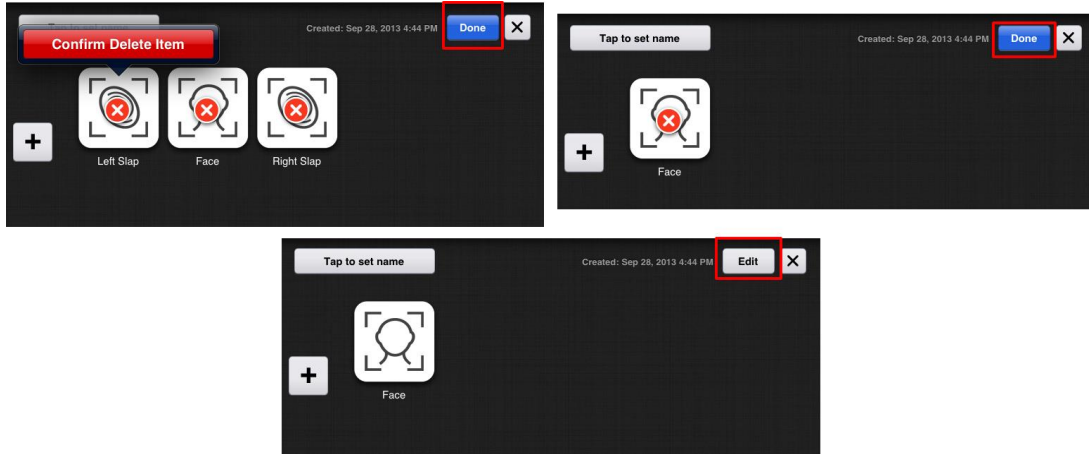 Created: Sep 28, 2013 4:44 PM Done
Confirm Delete Item
Left Slap Face Right Slap
Tap to set name Created: Sep 28, 2013 4:44 PM Done
Face
Tap to set name Created: Sep 28, 2013 4:44 PM Edit
Face